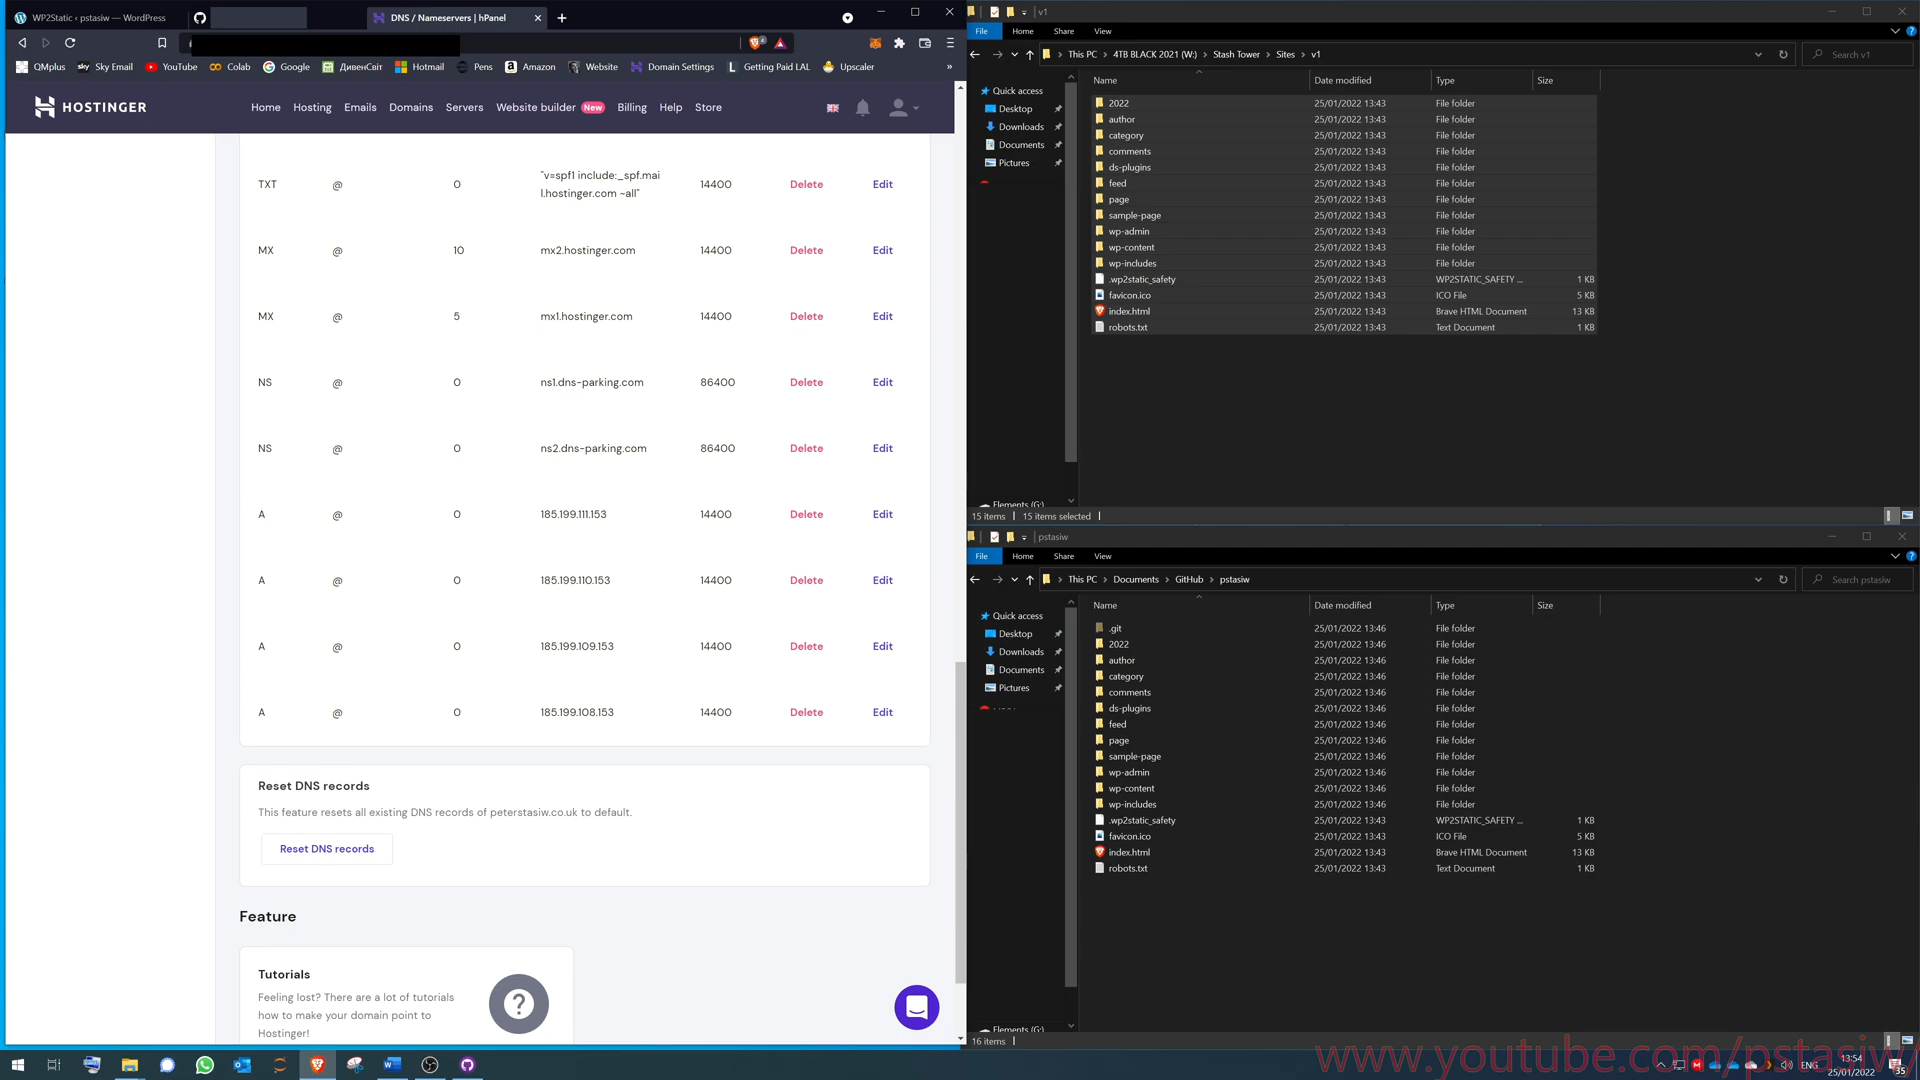 WP2Static ‹ pstasiw — WordPress
DNS / Nameservers | hPanel
QMplus
Sky Email
YouTube
Colab
Google
ДивенСвіт
Hotmail
Pens
Amazon
Website
Domain Settings
Getting Paid LAL
Upscaler
»
HOSTINGER
Home Hosting Emails Domains Servers Website builder New Billing Help Store
TXT @ 0 "v=spf1 include:_spf.mai 14400 Delete Edit
l.hostinger.com ~all"
MX @ 10 mx2.hostinger.com 14400 Delete Edit
MX @ 5 mx1.hostinger.com 14400 Delete Edit
NS @ 0 ns1.dns-parking.com 86400 Delete Edit
NS @ 0 ns2.dns-parking.com 86400 Delete Edit
A @ 0 185.199.111.153 14400 Delete Edit
A @ 0 185.199.110.153 14400 Delete Edit
A @ 0 185.199.109.153 14400 Delete Edit
A @ 0 185.199.108.153 14400 Delete Edit
Reset DNS records
This feature resets all existing DNS records of peterstasiw.co.uk to default.
Reset DNS records
Feature
Tutorials
Feeling lost? There are a lot of tutorials
how to make your domain point to
Hostinger!
v1
File Home Share View
This PC › 4TB BLACK 2021 (W:) › Stash Tower › Sites › v1
Search v1
Quick access
Desktop
Downloads
Documents
Pictures
Elements (G:)
Name Date modified Type Size
2022 25/01/2022 13:43 File folder
author 25/01/2022 13:43 File folder
category 25/01/2022 13:43 File folder
comments 25/01/2022 13:43 File folder
ds-plugins 25/01/2022 13:43 File folder
feed 25/01/2022 13:43 File folder
page 25/01/2022 13:43 File folder
sample-page 25/01/2022 13:43 File folder
wp-admin 25/01/2022 13:43 File folder
wp-content 25/01/2022 13:43 File folder
wp-includes 25/01/2022 13:43 File folder
.wp2static_safety 25/01/2022 13:43 WP2STATIC_SAFETY ... 1 KB
favicon.ico 25/01/2022 13:43 ICO File 5 KB
index.html 25/01/2022 13:43 Brave HTML Document 13 KB
robots.txt 25/01/2022 13:43 Text Document 1 KB
15 items 15 items selected
pstasiw
File Home Share View
This PC › Documents › GitHub › pstasiw
Search pstasiw
Quick access
Desktop
Downloads
Documents
Pictures
Elements (G:)
Name Date modified Type Size
.git 25/01/2022 13:46 File folder
2022 25/01/2022 13:46 File folder
author 25/01/2022 13:46 File folder
category 25/01/2022 13:46 File folder
comments 25/01/2022 13:46 File folder
ds-plugins 25/01/2022 13:46 File folder
feed 25/01/2022 13:46 File folder
page 25/01/2022 13:46 File folder
sample-page 25/01/2022 13:46 File folder
wp-admin 25/01/2022 13:46 File folder
wp-content 25/01/2022 13:46 File folder
wp-includes 25/01/2022 13:46 File folder
.wp2static_safety 25/01/2022 13:43 WP2STATIC_SAFETY ... 1 KB
favicon.ico 25/01/2022 13:43 ICO File 5 KB
index.html 25/01/2022 13:43 Brave HTML Document 13 KB
robots.txt 25/01/2022 13:43 Text Document 1 KB
16 items
www.youtube.com/pstasiw/
ENG
13:54
25/01/2022
35